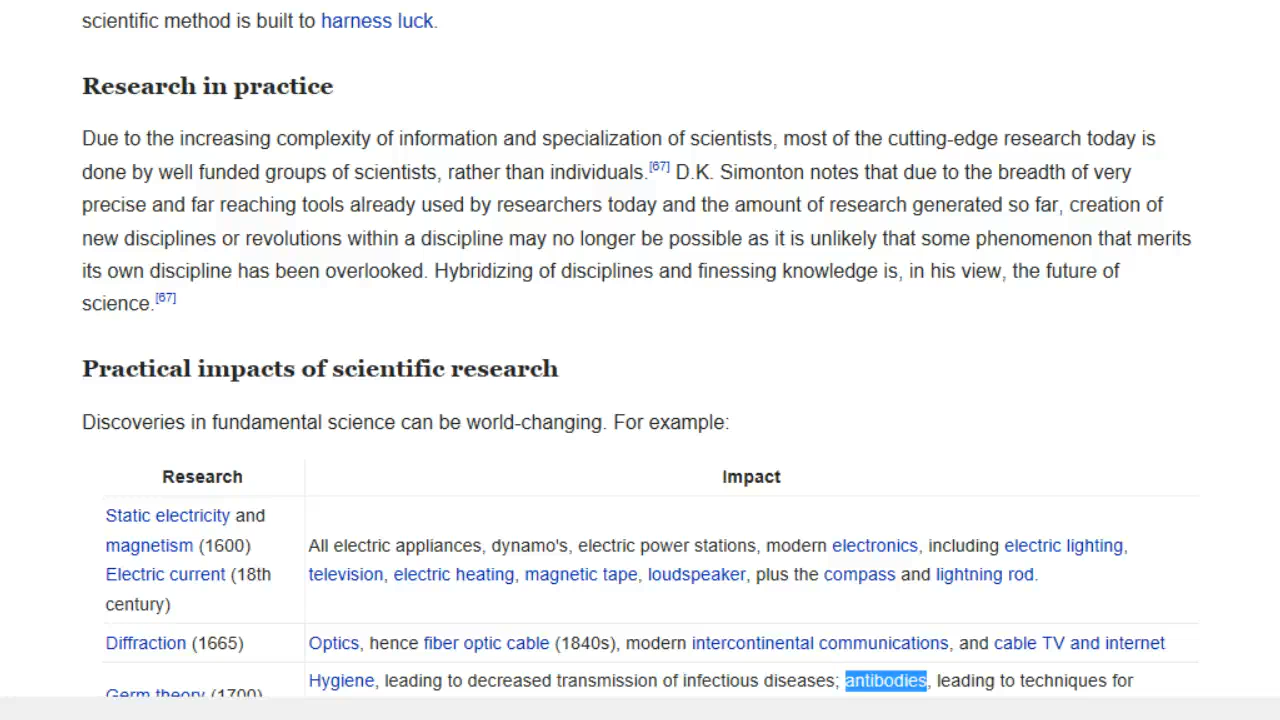 scientific method is built to harness luck.
Research in practice
Due to the increasing complexity of information and specialization of scientists, most of the cutting-edge research today is
done by well funded groups of scientists, rather than individuals.[67] D.K. Simonton notes that due to the breadth of very
precise and far reaching tools already used by researchers today and the amount of research generated so far, creation of
new disciplines or revolutions within a discipline may no longer be possible as it is unlikely that some phenomenon that merits
its own discipline has been overlooked. Hybridizing of disciplines and finessing knowledge is, in his view, the future of
science.[67]
Practical impacts of scientific research
Discoveries in fundamental science can be world-changing. For example:
Research Impact
Static electricity and
magnetism (1600)
Electric current (18th
century)
All electric appliances, dynamo's, electric power stations, modern electronics, including electric lighting,
television, electric heating, magnetic tape, loudspeaker, plus the compass and lightning rod.
Diffraction (1665) Optics, hence fiber optic cable (1840s), modern intercontinental communications, and cable TV and internet
Germ theory (1700)
Hygiene, leading to decreased transmission of infectious diseases; antibodies, leading to techniques for